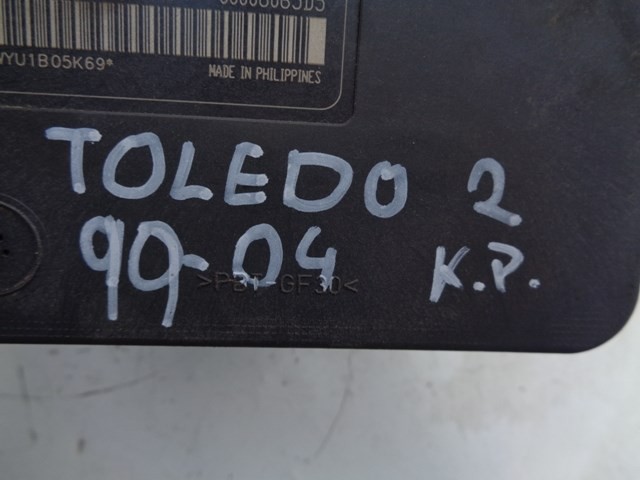 WYU1B05K69*
MADE IN PHILIPPINES
TOLEDO 2
99-04 K.P.
>PBT-GF30<